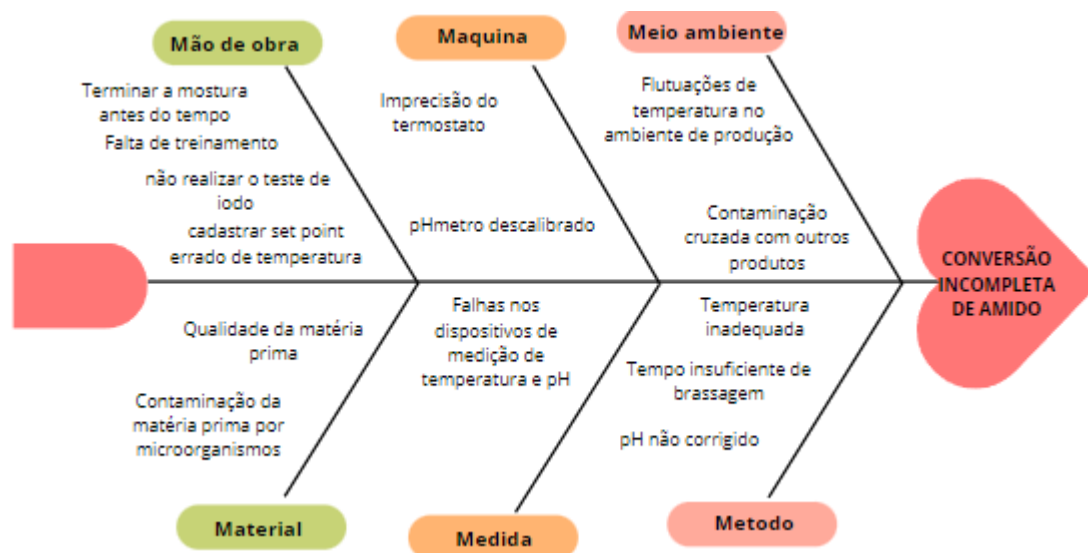 Mão de obra
Terminar a mostura
antes do tempo
Falta de treinamento
não realizar o teste de
iodo
cadastrar set point
errado de temperatura
Maquina
Imprecisão do
termostato
pHmetro descalibrado
Meio ambiente
Flutuações de
temperatura no
ambiente de produção
Contaminação
cruzada com outros
produtos
CONVERSÃO
INCOMPLETA
DE AMIDO
Qualidade da matéria
prima
Contaminação da
matéria prima por
microorganismos
Material
Falhas nos
dispositivos de
medição de
temperatura e pH
Medida
Temperatura
inadequada
Tempo insuficiente de
brassagem
pH não corrigido
Metodo